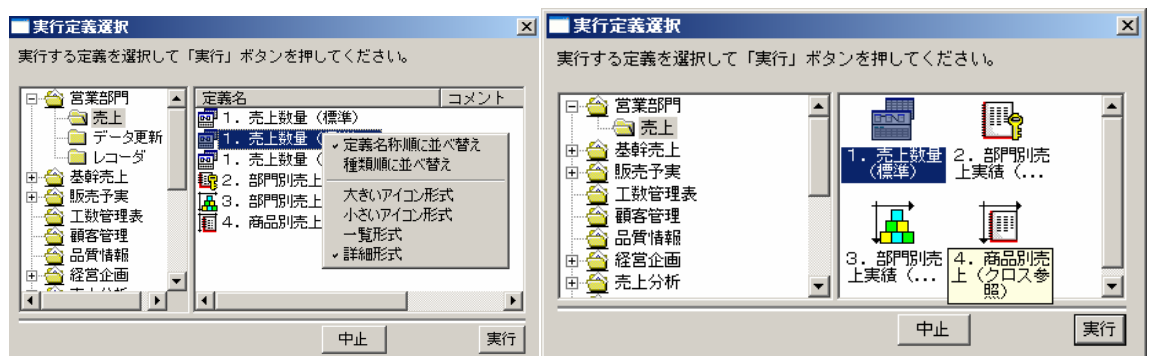 実行定義選択
実行する定義を選択して「実行」ボタンを押してください。
営業部門
売上
データ更新
レコーダ
基幹売上
販売予実
工数管理表
顧客管理
品質情報
経営企画
定義名
コメント
1. 売上数量（標準）
1. 売上数量（
1. 売上数量（
2. 部門別売上
3. 部門別売上
4. 商品別売上
定義名称順に並べ替え
種類順に並べ替え
大きいアイコン形式
小さいアイコン形式
一覧形式
詳細形式
中止
実行
実行定義選択
実行する定義を選択して「実行」ボタンを押してください。
営業部門
売上
基幹売上
販売予実
工数管理表
顧客管理
品質情報
経営企画
売上分析
1. 売上数量
（標準）
2. 部門別売
上実績（...
3. 部門別売
上実績（...
4. 商品別売
上（クロス参
照）
中止
実行